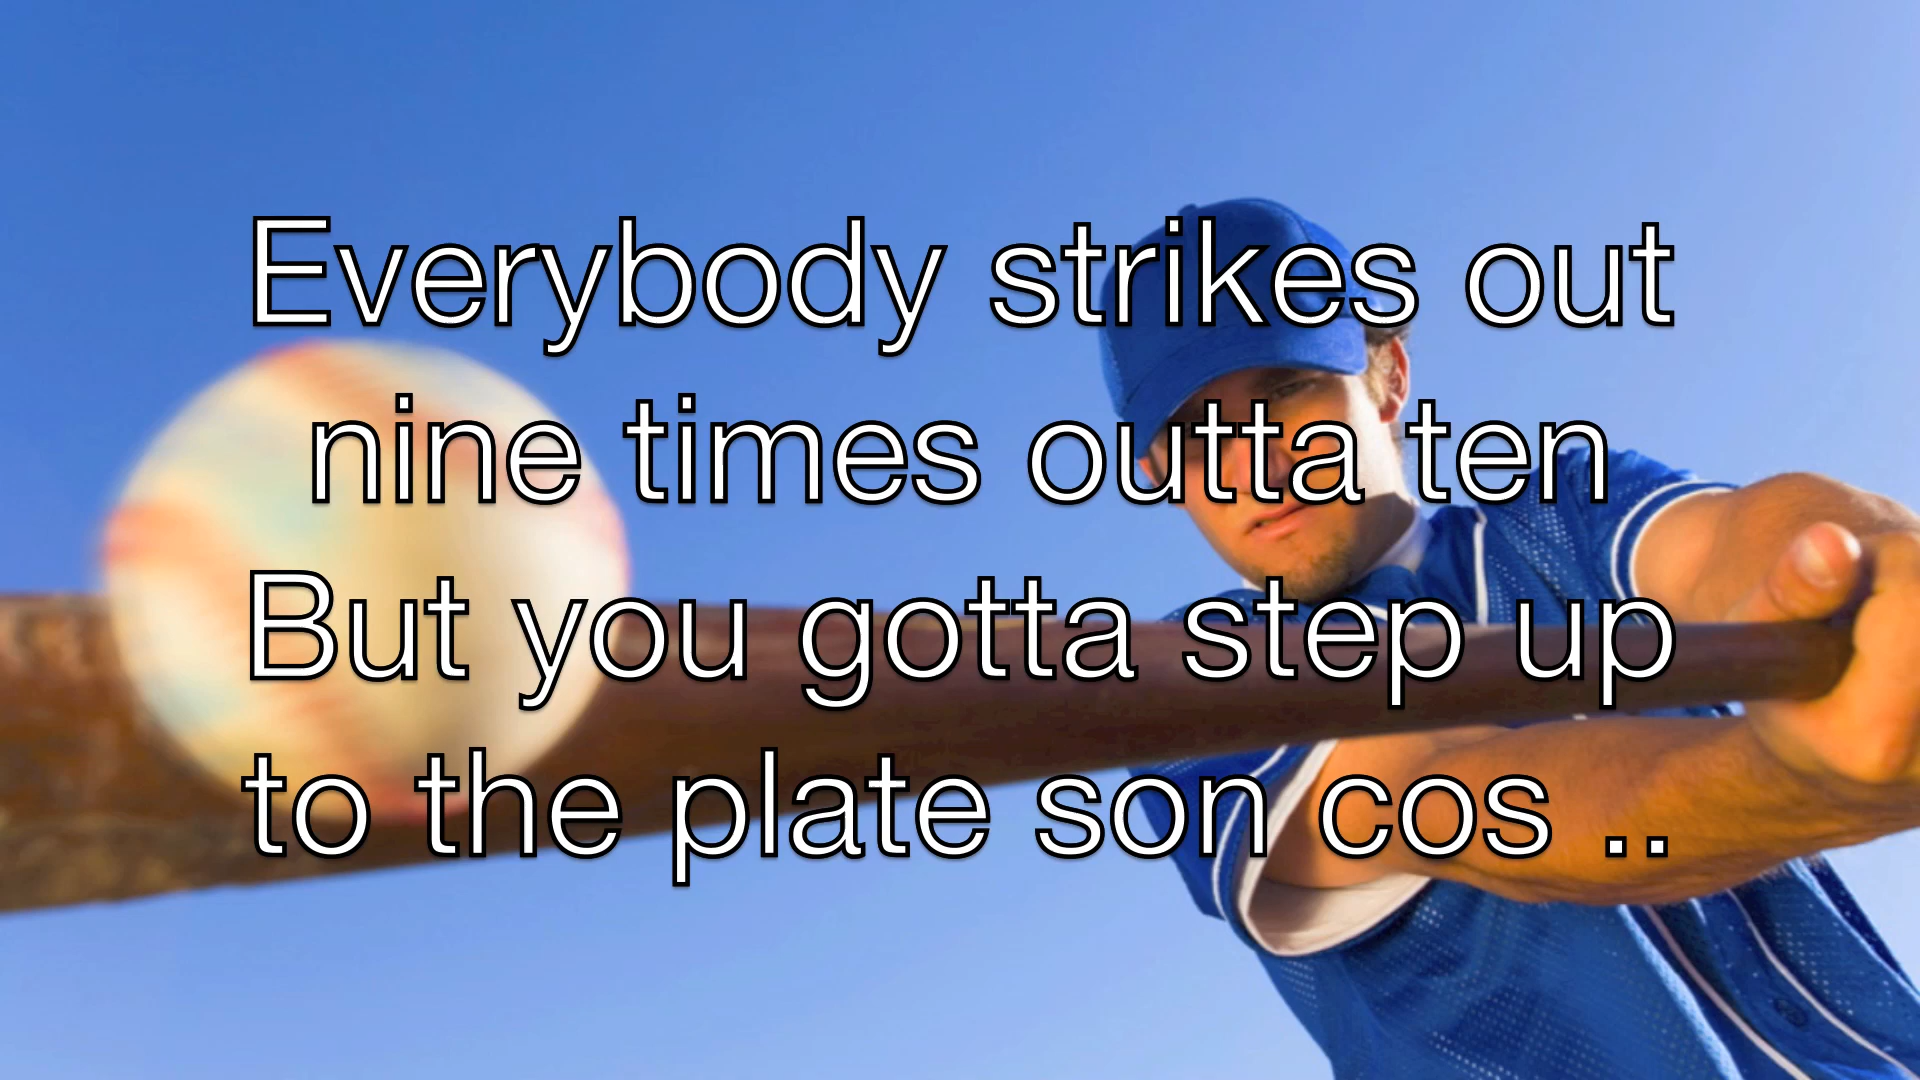 Everybody strikes out
nine times outta ten
But you gotta step up
to the plate son cos ..